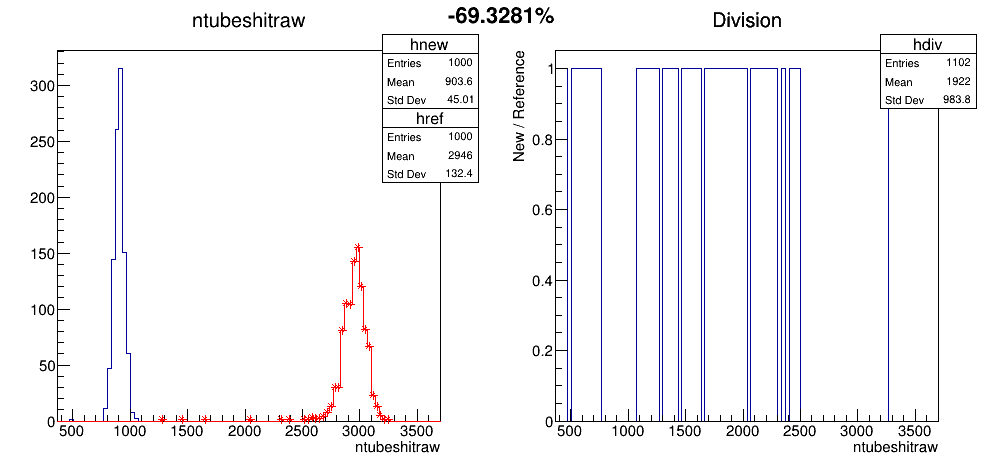 -69.3281%
ntubeshitraw
hnew
Entries 1000
Mean 903.6
Std Dev 45.01
href
Entries 1000
Mean 2946
Std Dev 132.4
300
250
200
150
100
50
0
500 1000 1500 2000 2500 3000 3500
ntubeshitraw
Division
hdiv
Entries 1102
Mean 1922
Std Dev 983.8
New / Reference
1
0.8
0.6
0.4
0.2
0
500 1000 1500 2000 2500 3000 3500
ntubeshitraw